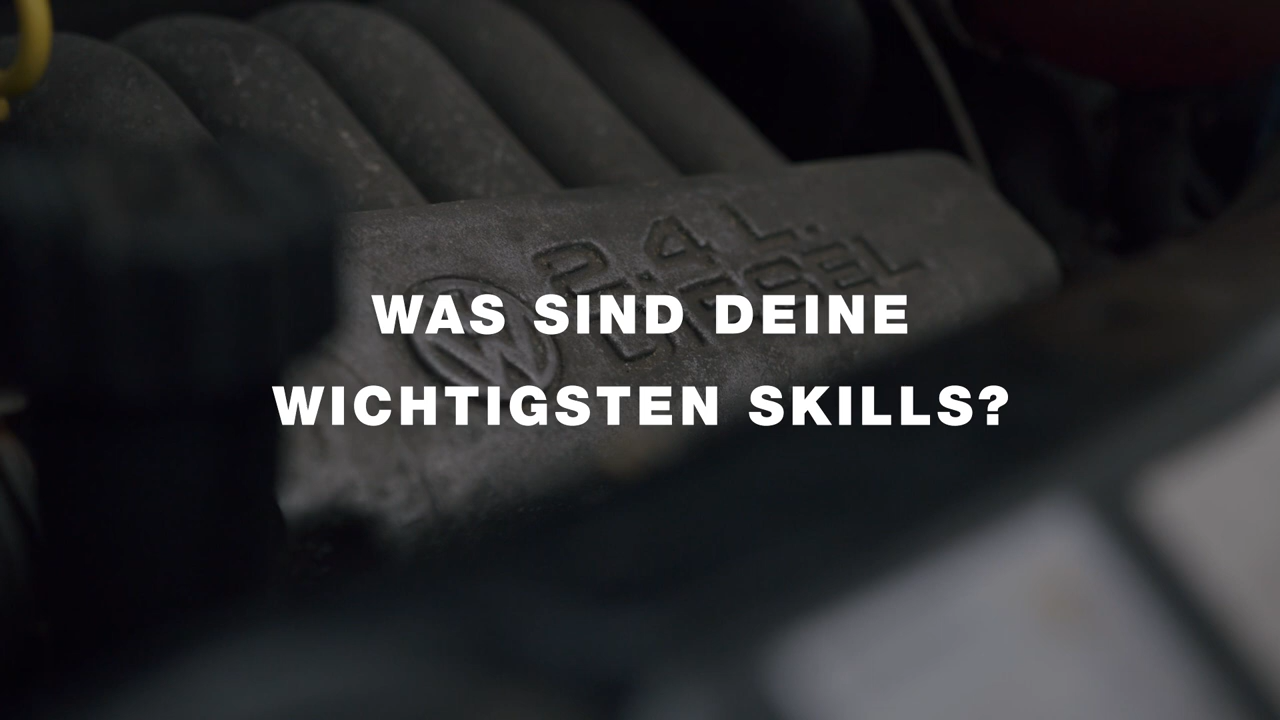 2.4 L.
DIESEL
WAS SIND DEINE
WICHTIGSTEN SKILLS?